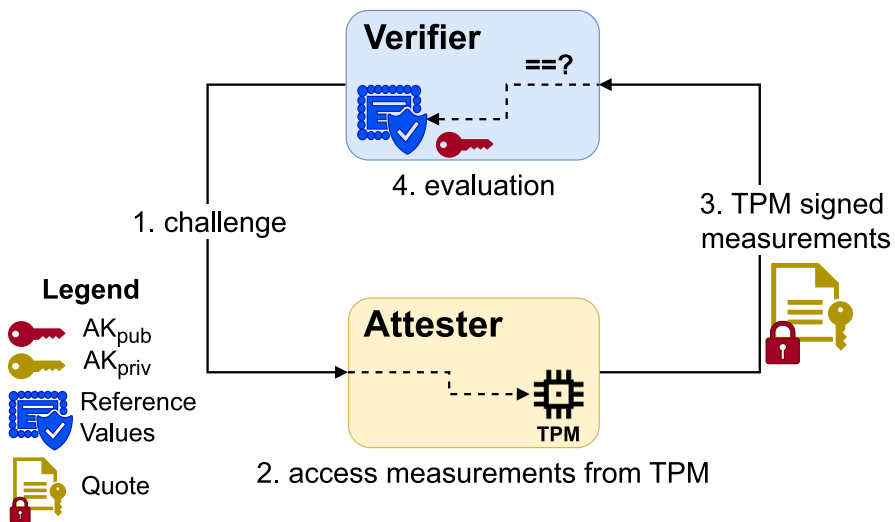 Verifier
==?
4. evaluation
1. challenge
3. TPM signed
measurements
Legend
AKpub
AKpriv
Reference
Values
Quote
Attester
TPM
2. access measurements from TPM